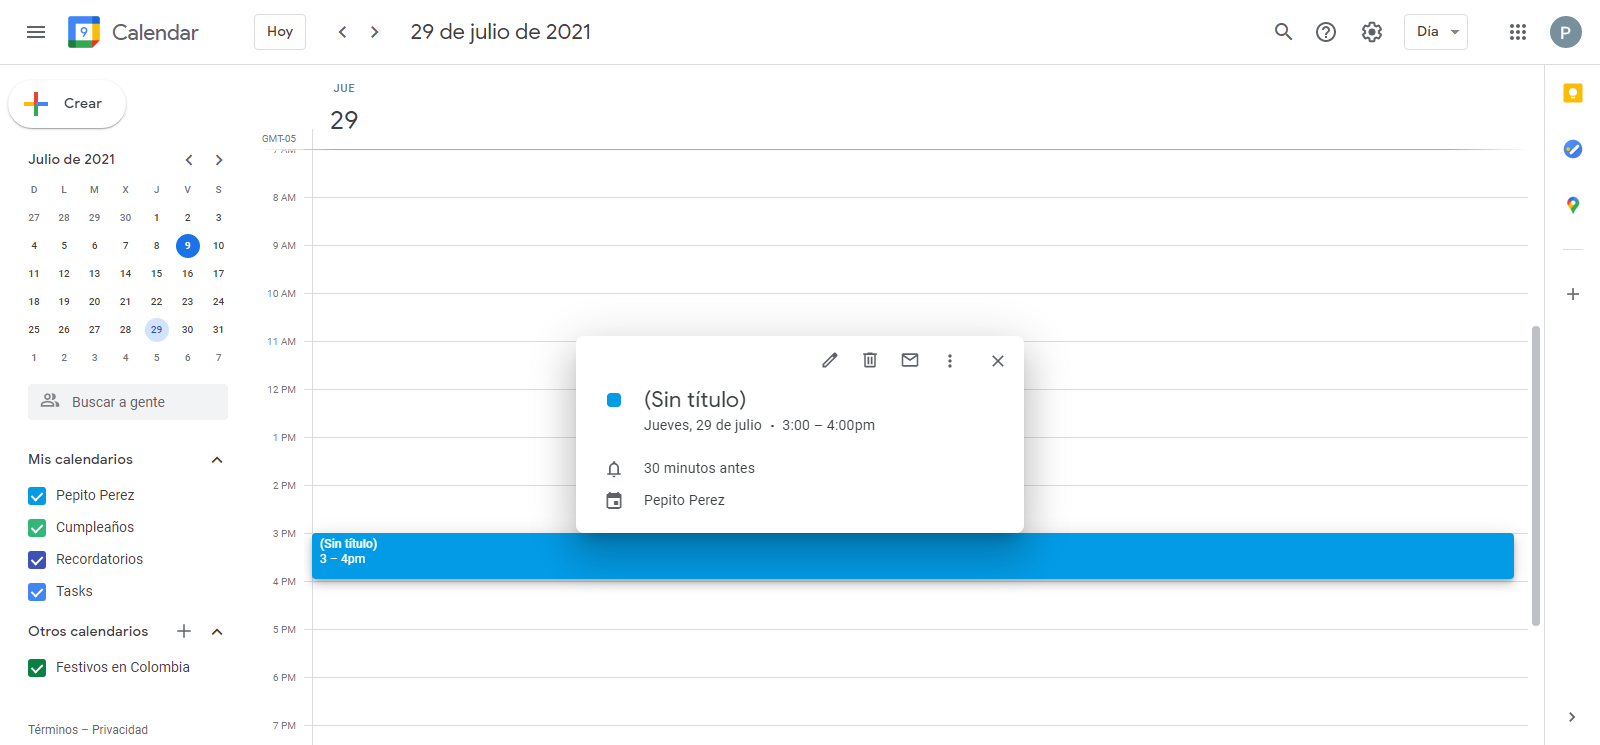 9 Calendar
Hoy
29 de julio de 2021
Día
P
Crear
Julio de 2021
D L M X J V S
27 28 29 30 1 2 3
4 5 6 7 8 9 10
11 12 13 14 15 16 17
18 19 20 21 22 23 24
25 26 27 28 29 30 31
1 2 3 4 5 6 7
Buscar a gente
Mis calendarios
Pepito Perez
Cumpleaños
Recordatorios
Tasks
Otros calendarios
Festivos en Colombia
Términos – Privacidad
JUE
29
GMT-05
7 AM
8 AM
9 AM
10 AM
11 AM
12 PM
1 PM
2 PM
3 PM
4 PM
5 PM
6 PM
7 PM
(Sin título)
Jueves, 29 de julio • 3:00 – 4:00pm
30 minutos antes
Pepito Perez
(Sin título)
3 – 4pm